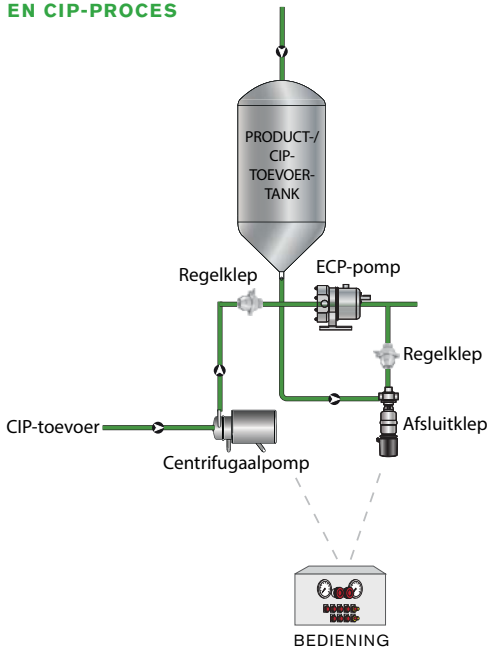 EN CIP-PROCES
PRODUCT-/
CIP-
TOEVOER-
TANK
Regelklep
ECP-pomp
Regelklep
CIP-toevoer
Afsluitklep
Centrifugaalpomp
BEDIENING